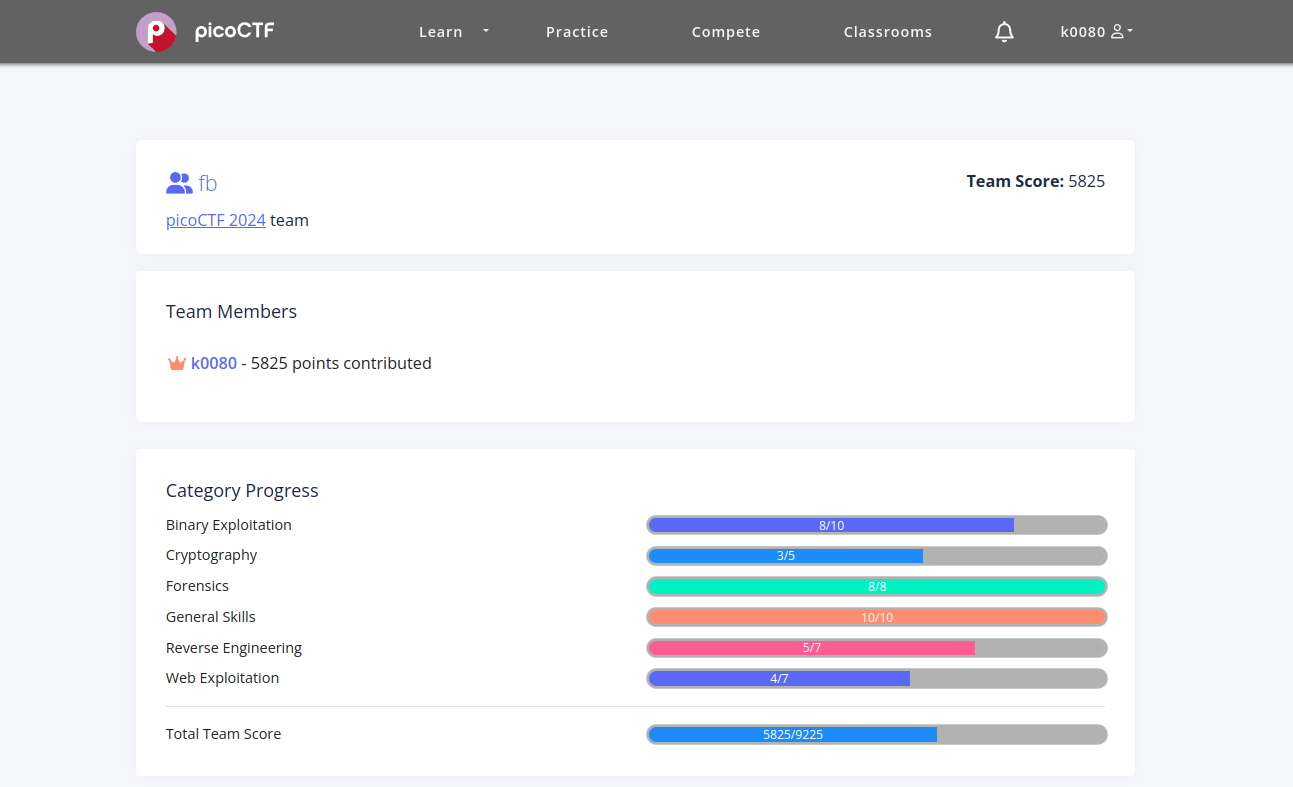 picoCTF Learn Practice Compete Classrooms k0080
fb Team Score: 5825
picoCTF 2024 team
Team Members
k0080 - 5825 points contributed
Category Progress
Binary Exploitation 8/10
Cryptography 3/5
Forensics 8/8
General Skills 10/10
Reverse Engineering 5/7
Web Exploitation 4/7
Total Team Score 5825/9225